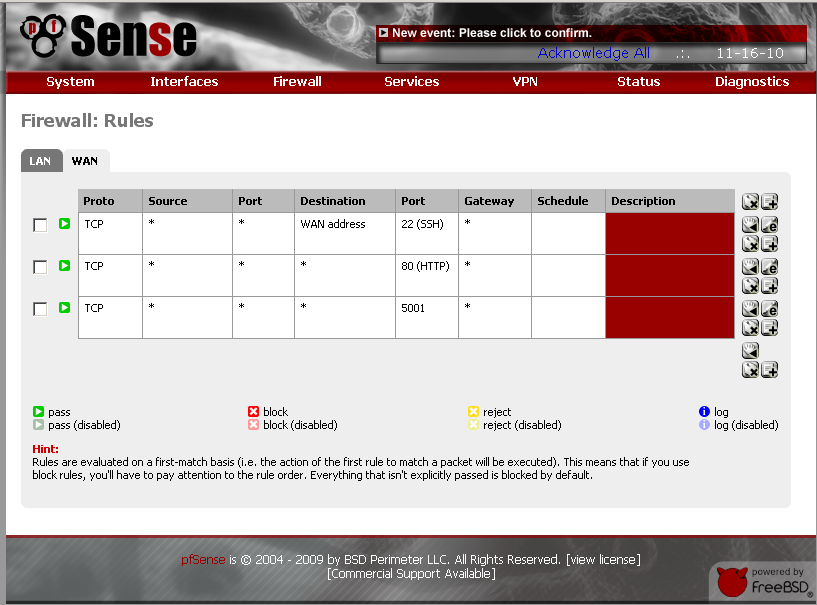 pf Sense
New event: Please click to confirm.
Acknowledge All .:. 11-16-10
System Interfaces Firewall Services VPN Status Diagnostics
Firewall: Rules
LAN WAN
Proto Source Port Destination Port Gateway Schedule Description
TCP * * WAN address 22 (SSH) *
TCP * * * 80 (HTTP) *
TCP * * * 5001 *
pass block reject log
pass (disabled) block (disabled) reject (disabled) log (disabled)
Hint:
Rules are evaluated on a first-match basis (i.e. the action of the first rule to match a packet will be executed). This means that if you use
block rules, you'll have to pay attention to the rule order. Everything that isn't explicitly passed is blocked by default.
pfSense is © 2004 - 2009 by BSD Perimeter LLC. All Rights Reserved. [view license]
[Commercial Support Available]
powered by
FreeBSD®